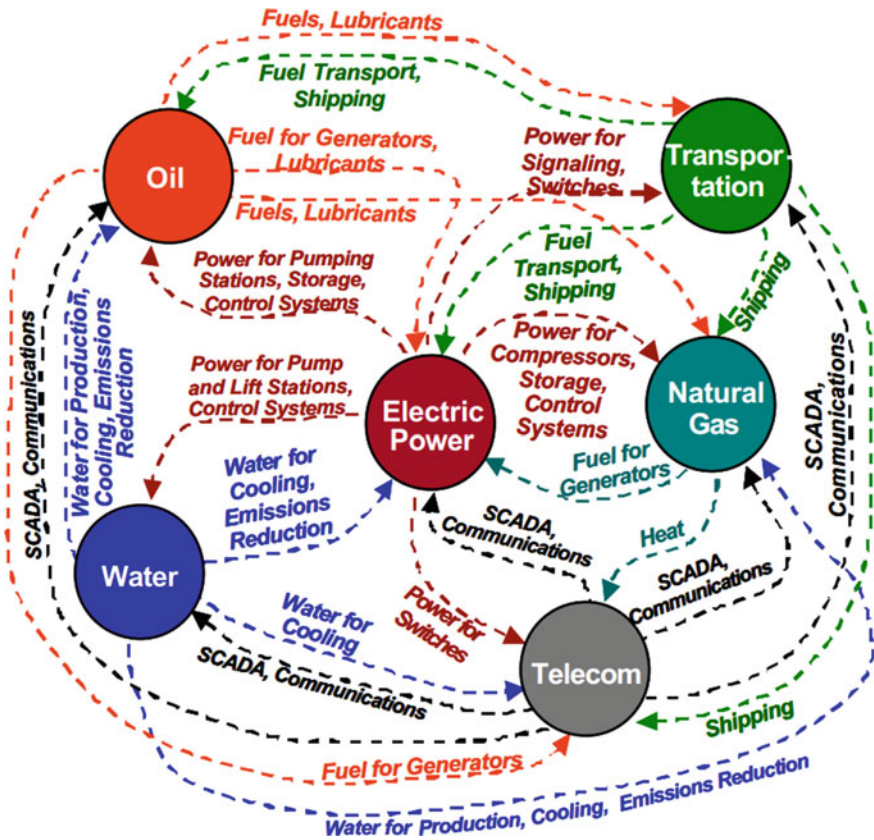 Fuels, Lubricants
Fuel Transport,
Shipping
Oil
Fuel for Generators,
Lubricants
Fuels, Lubricants
Power for
Signaling,
Switches
Transpor-
tation
Power for Pumping
Stations, Storage,
Control Systems
Fuel
Transport,
Shipping
Shipping
Power for Pump
and Lift Stations,
Control Systems
Electric
Power
Power for
Compressors,
Storage,
Control
Systems
Natural
Gas
SCADA, Communications
Water for Production,
Cooling, Emissions
Reduction
Water for
Cooling,
Emissions
Reduction
Fuel for
Generators
SCADA,
Communications
SCADA,
Communications
Heat
SCADA,
Communications
Water
Water for
Cooling
Power for
Switches
SCADA, Communications
Telecom
Shipping
Fuel for Generators
Water for Production, Cooling, Emissions Reduction